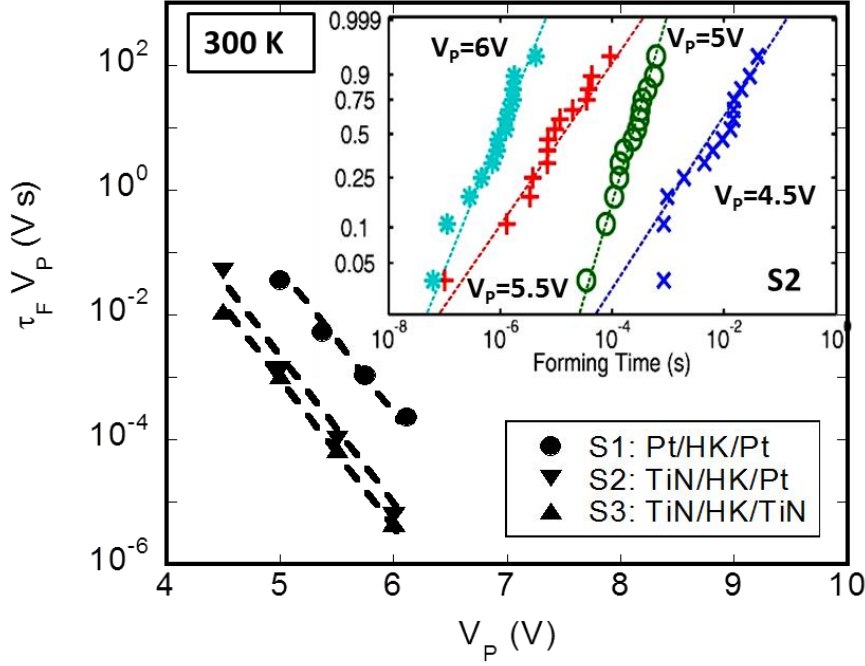 300 K
0.999
0.9
0.75
0.5
0.25
0.1
0.05
V_P=6V
V_P=5V
V_P=5.5V
V_P=4.5V
S2
10^-8
10^-6
10^-4
10^-2
10^0
Forming Time (s)
10^2
10^0
10^-2
10^-4
10^-6
τ_F V_P (V s)
S1: Pt/HK/Pt
S2: TiN/HK/Pt
S3: TiN/HK/TiN
4
5
6
7
8
9
10
V_P (V)